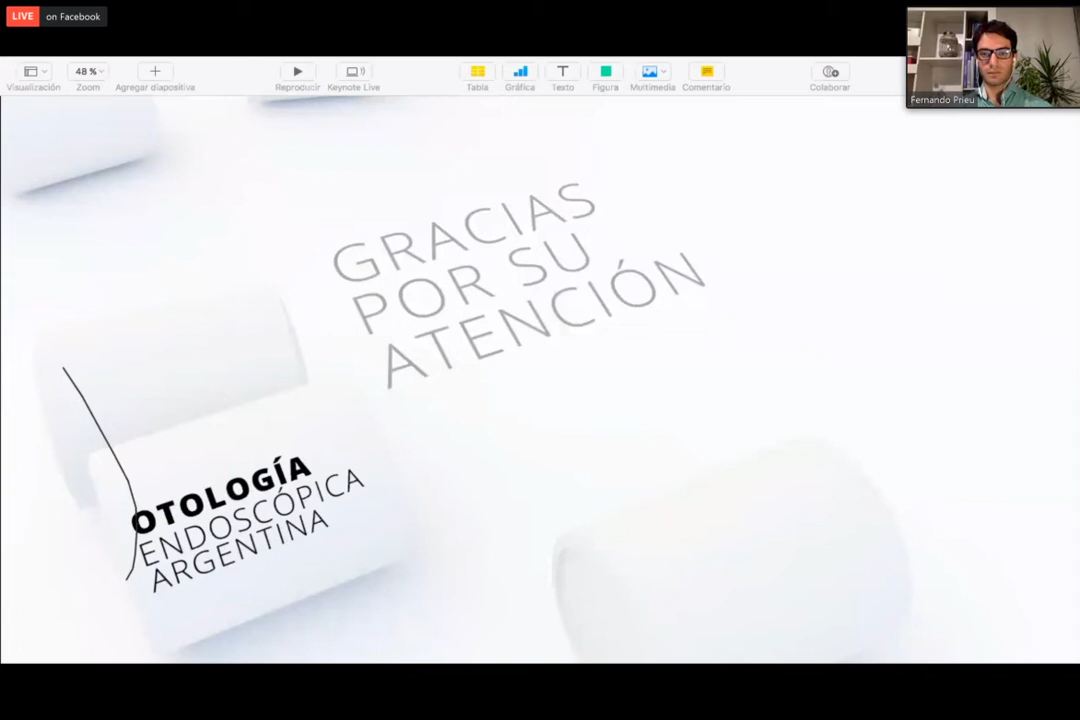 LIVE on Facebook
Visualización
48 %
Zoom
Agregar diapositiva
Reproducir
Keynote Live
Tabla
Gráfica
Texto
Figura
Multimedia
Comentario
Colaborar
Fernando Prieu
GRACIAS
POR SU
ATENCIÓN
OTOLOGÍA
ENDOSCÓPICA
ARGENTINA